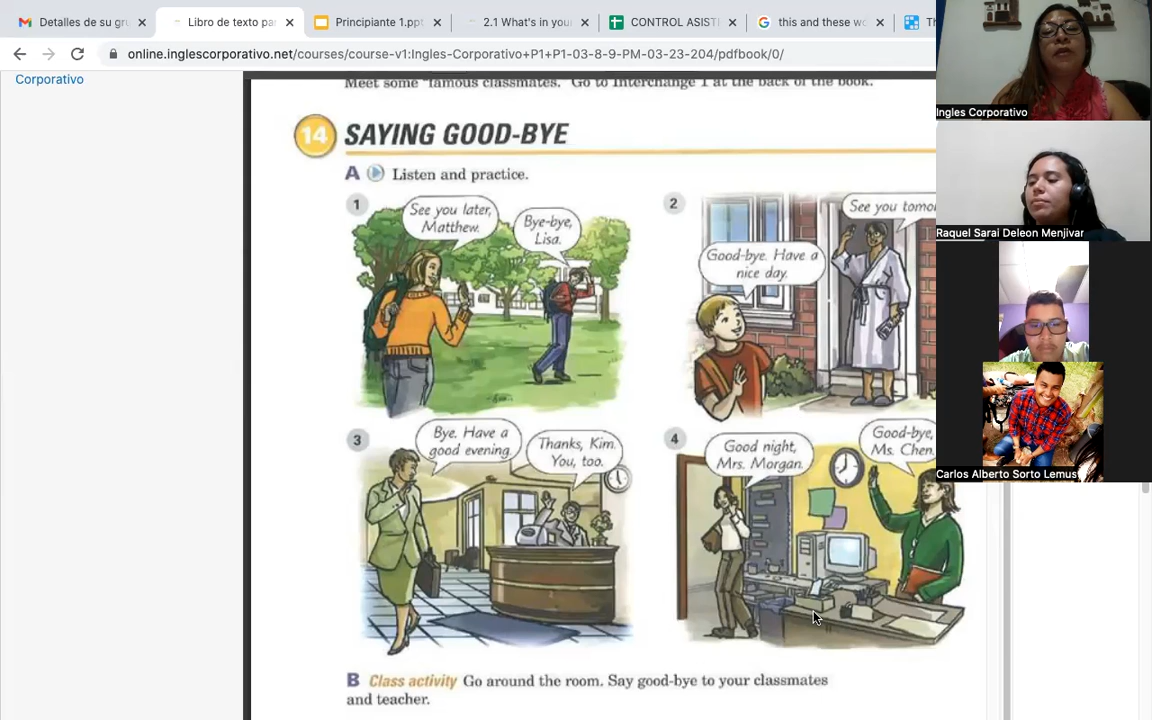 Detalles de su gru
Libro de texto par
Principiante 1.ppt
2.1 What's in your
CONTROL ASIST
this and these wo
Th
online.inglescorporativo.net/courses/course-v1:Ingles-Corporativo+P1+P1-03-8-9-PM-03-23-204/pdfbook/0/
Corporativo
Meet some "famous classmates." Go to Interchange 1 at the back of the book.
14 SAYING GOOD-BYE
A Listen and practice.
1
See you later,
Matthew.
Bye-bye,
Lisa.
2
See you tomor
Good-bye. Have a
nice day.
3
Bye. Have a
good evening.
Thanks, Kim.
You, too.
4
Good night,
Mrs. Morgan.
Good-bye,
Ms. Chen.
B Class activity Go around the room. Say good-bye to your classmates
and teacher.
Ingles Corporativo
Raquel Sarai Deleon Menjivar
Carlos Alberto Sorto Lemus